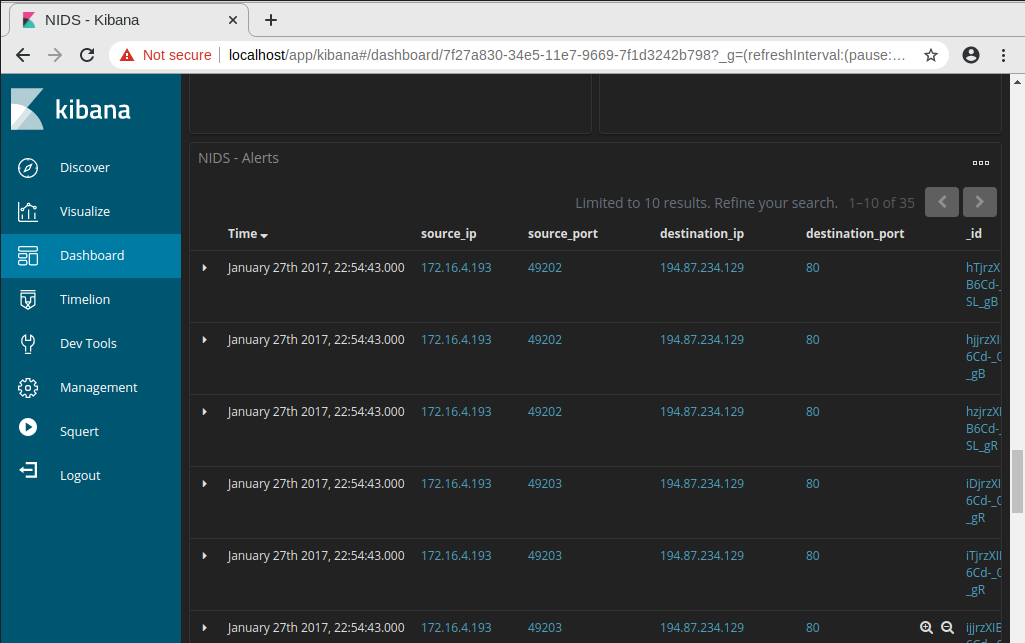 NIDS - Kibana
Not secure localhost/app/kibana#/dashboard/7f27a830-34e5-11e7-9669-7f1d3242b798?_g=(refreshInterval:(pause:...
kibana
Discover
Visualize
Dashboard
Timelion
Dev Tools
Management
Squert
Logout
NIDS - Alerts
Limited to 10 results. Refine your search. 1–10 of 35
Time source_ip source_port destination_ip destination_port _id
January 27th 2017, 22:54:43.000 172.16.4.193 49202 194.87.234.129 80 hTjrzX
B6Cd-
SL_gB
January 27th 2017, 22:54:43.000 172.16.4.193 49202 194.87.234.129 80 hjjrzXI
6Cd-_
_gB
January 27th 2017, 22:54:43.000 172.16.4.193 49202 194.87.234.129 80 hzjrzX
B6Cd-
SL_gR
January 27th 2017, 22:54:43.000 172.16.4.193 49203 194.87.234.129 80 iDjrzXI
6Cd-_
_gR
January 27th 2017, 22:54:43.000 172.16.4.193 49203 194.87.234.129 80 iTjrzXI
6Cd-_
_gR
January 27th 2017, 22:54:43.000 172.16.4.193 49203 194.87.234.129 80 ijjrzXIE